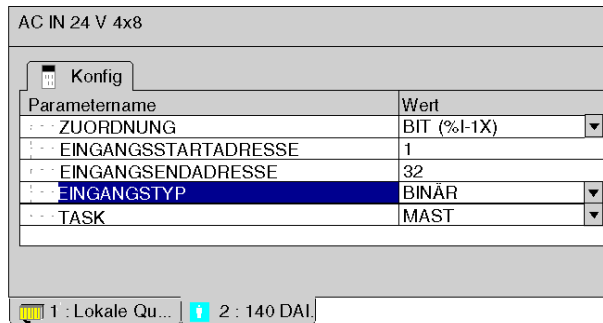 AC IN 24 V 4x8
Konfig
Parametername Wert
ZUORDNUNG BIT (%I-1X)
EINGANGSSTARTADRESSE 1
EINGANGSENDADRESSE 32
EINGANGSTYP BINÄR
TASK MAST
1 : Lokale Qu... 2 : 140 DAI.